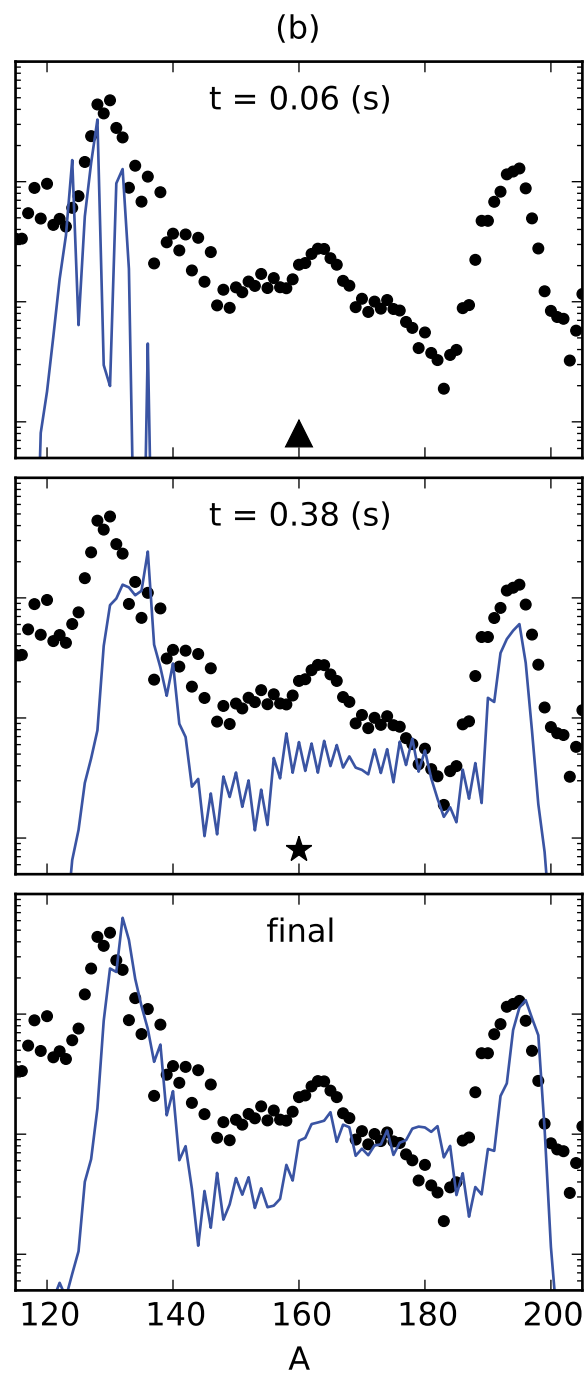 (b)
t = 0.06 (s)
t = 0.38 (s)
final
120 140 160 180 200
A